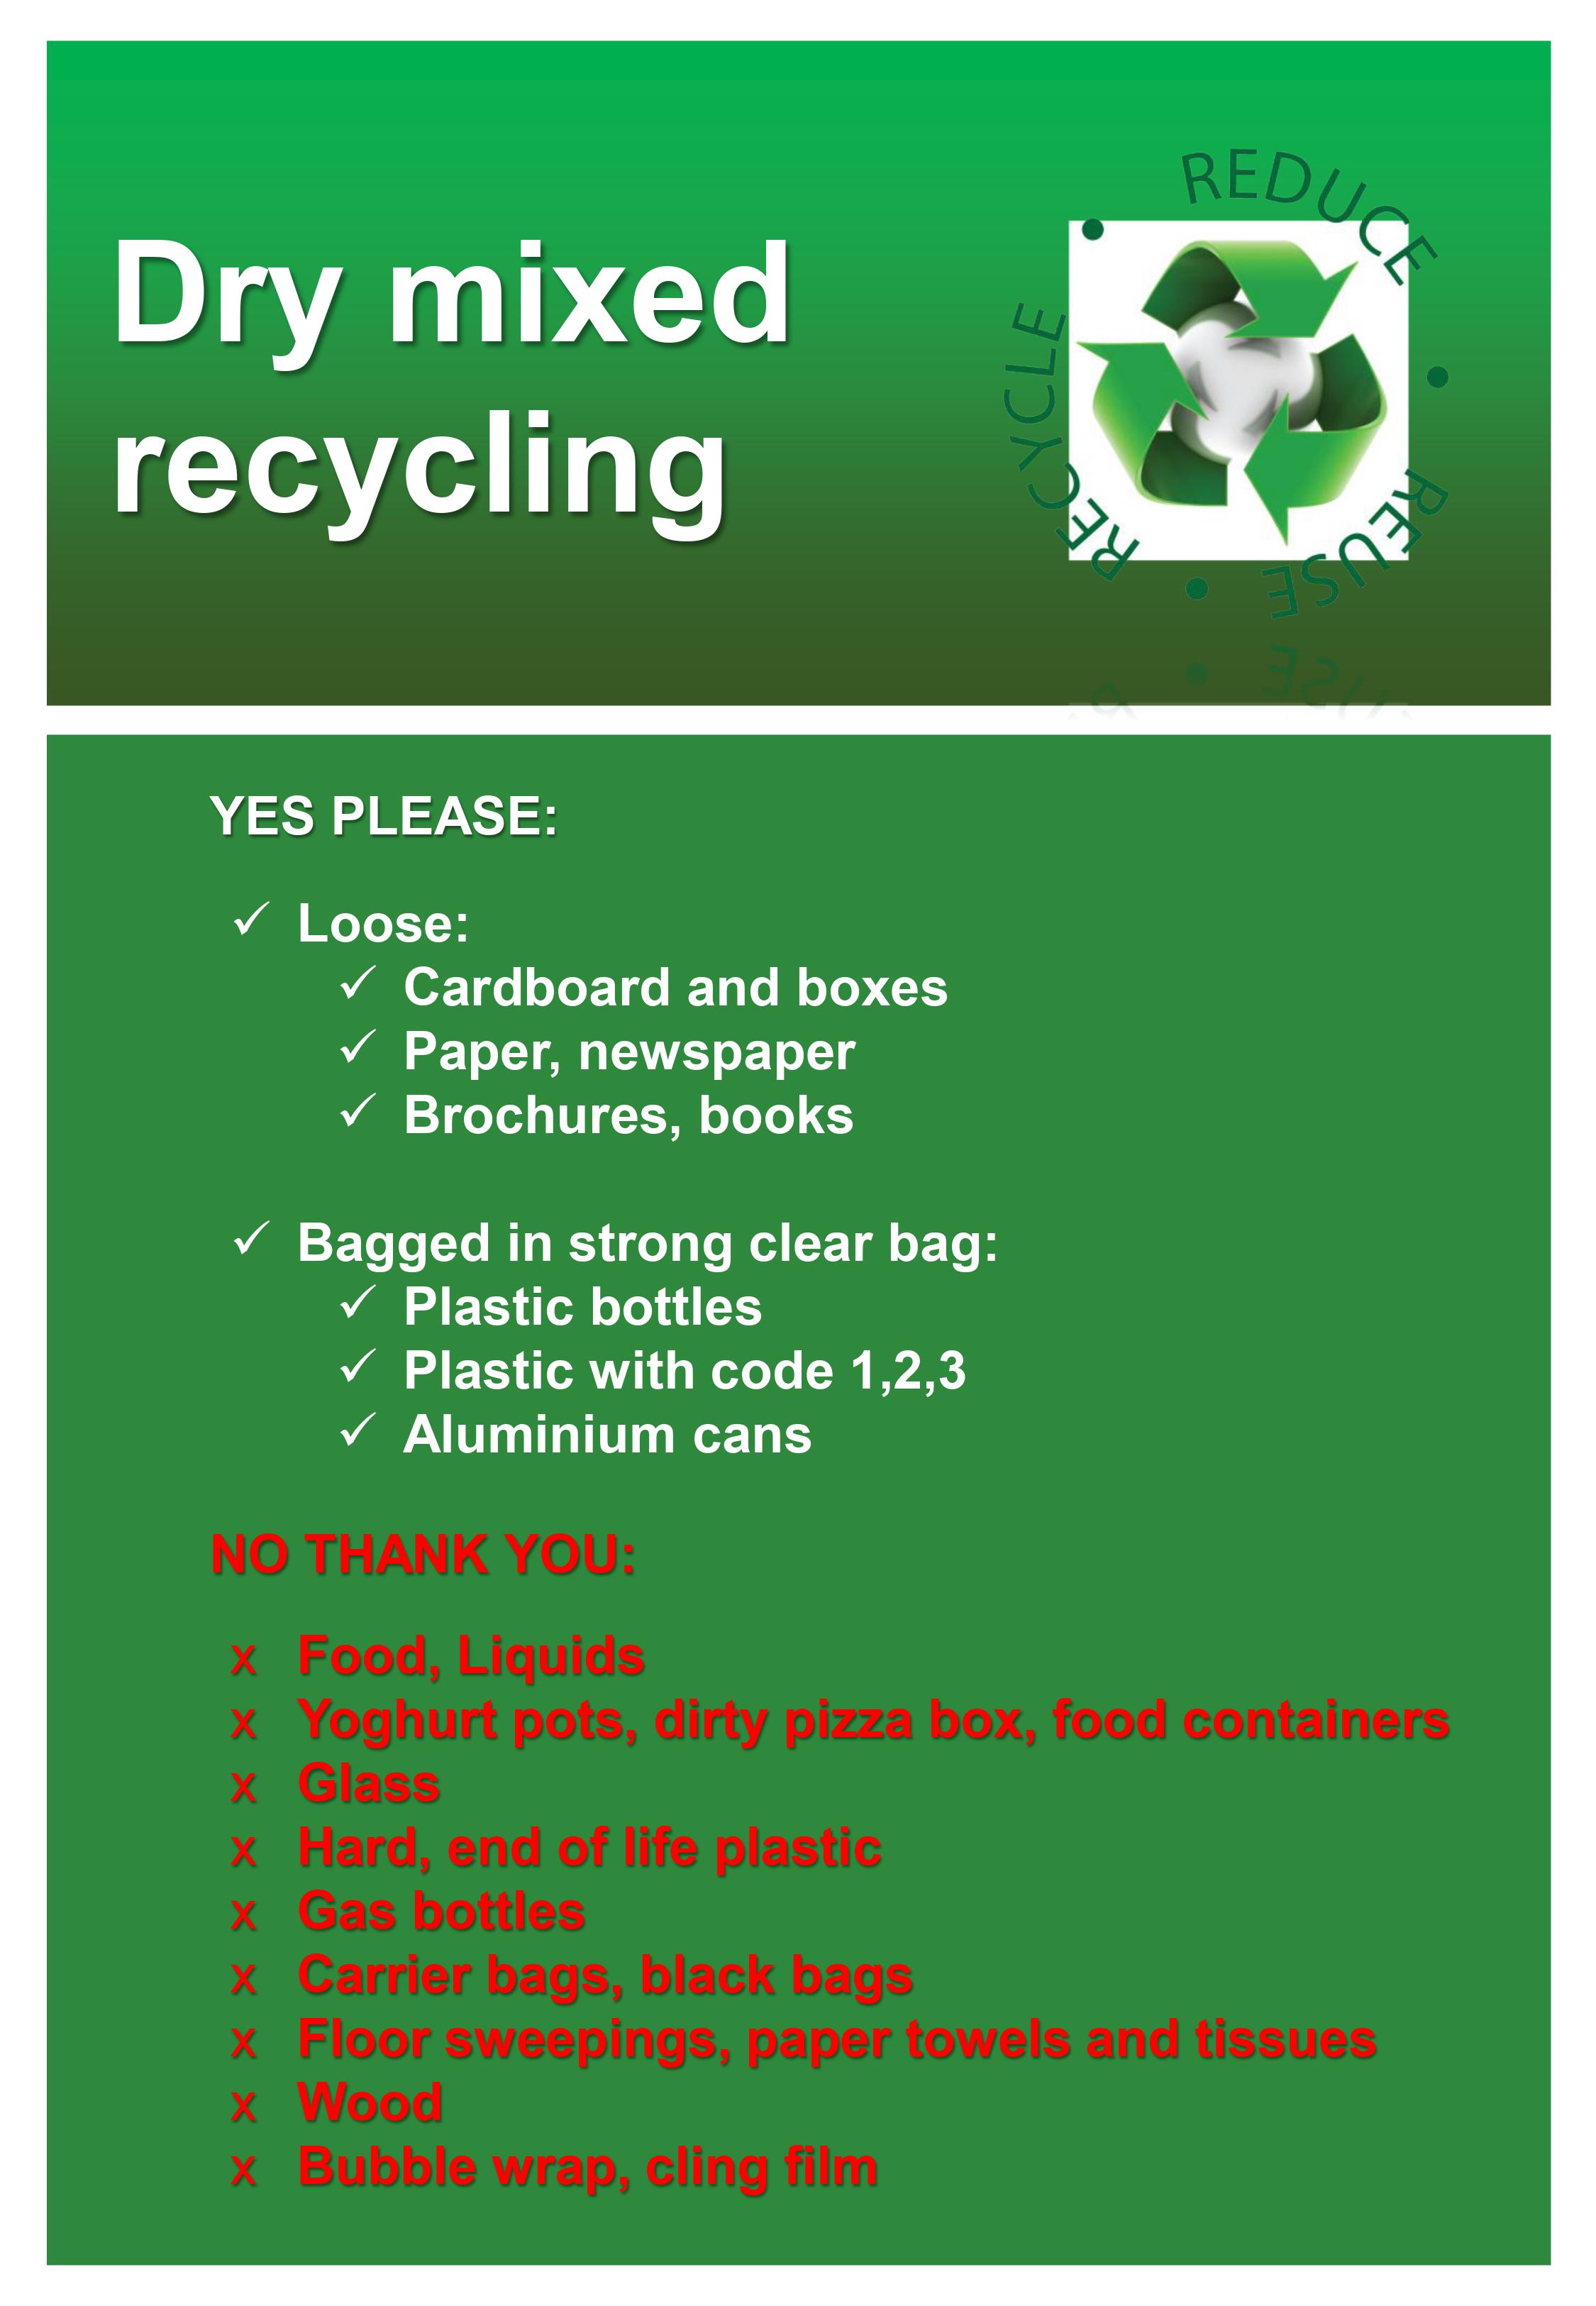 Dry mixed
recycling
REDUCE • REUSE • RECYCLE •
YES PLEASE:
✓ Loose:
✓ Cardboard and boxes
✓ Paper, newspaper
✓ Brochures, books
✓ Bagged in strong clear bag:
✓ Plastic bottles
✓ Plastic with code 1,2,3
✓ Aluminium cans
NO THANK YOU:
x Food, Liquids
x Yoghurt pots, dirty pizza box, food containers
x Glass
x Hard, end of life plastic
x Gas bottles
x Carrier bags, black bags
x Floor sweepings, paper towels and tissues
x Wood
x Bubble wrap, cling film